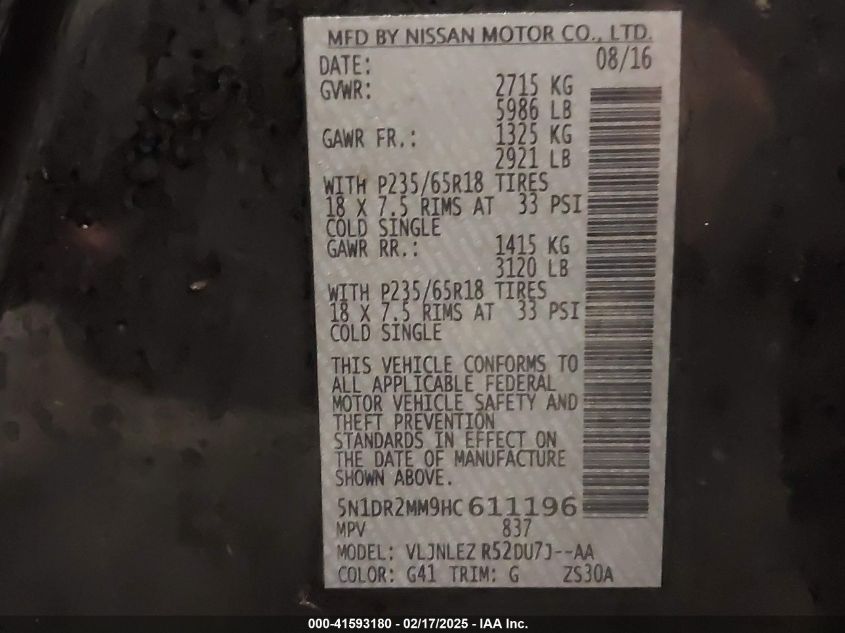 MFD BY NISSAN MOTOR CO., LTD.
DATE: 08/16
GVWR: 2715 KG
5986 LB
GAWR FR.: 1325 KG
2921 LB
WITH P235/65R18 TIRES
18 X 7.5 RIMS AT 33 PSI
COLD SINGLE
GAWR RR.: 1415 KG
3120 LB
WITH P235/65R18 TIRES
18 X 7.5 RIMS AT 33 PSI
COLD SINGLE
THIS VEHICLE CONFORMS TO
ALL APPLICABLE FEDERAL
MOTOR VEHICLE SAFETY AND
THEFT PREVENTION
STANDARDS IN EFFECT ON
THE DATE OF MANUFACTURE
SHOWN ABOVE.
5N1DR2MM9HC611196
MPV 837
MODEL: VLJNLEZ R52DU7J--AA
COLOR: G41 TRIM: G ZS30A
000-41593180 - 02/17/2025 - IAA Inc.